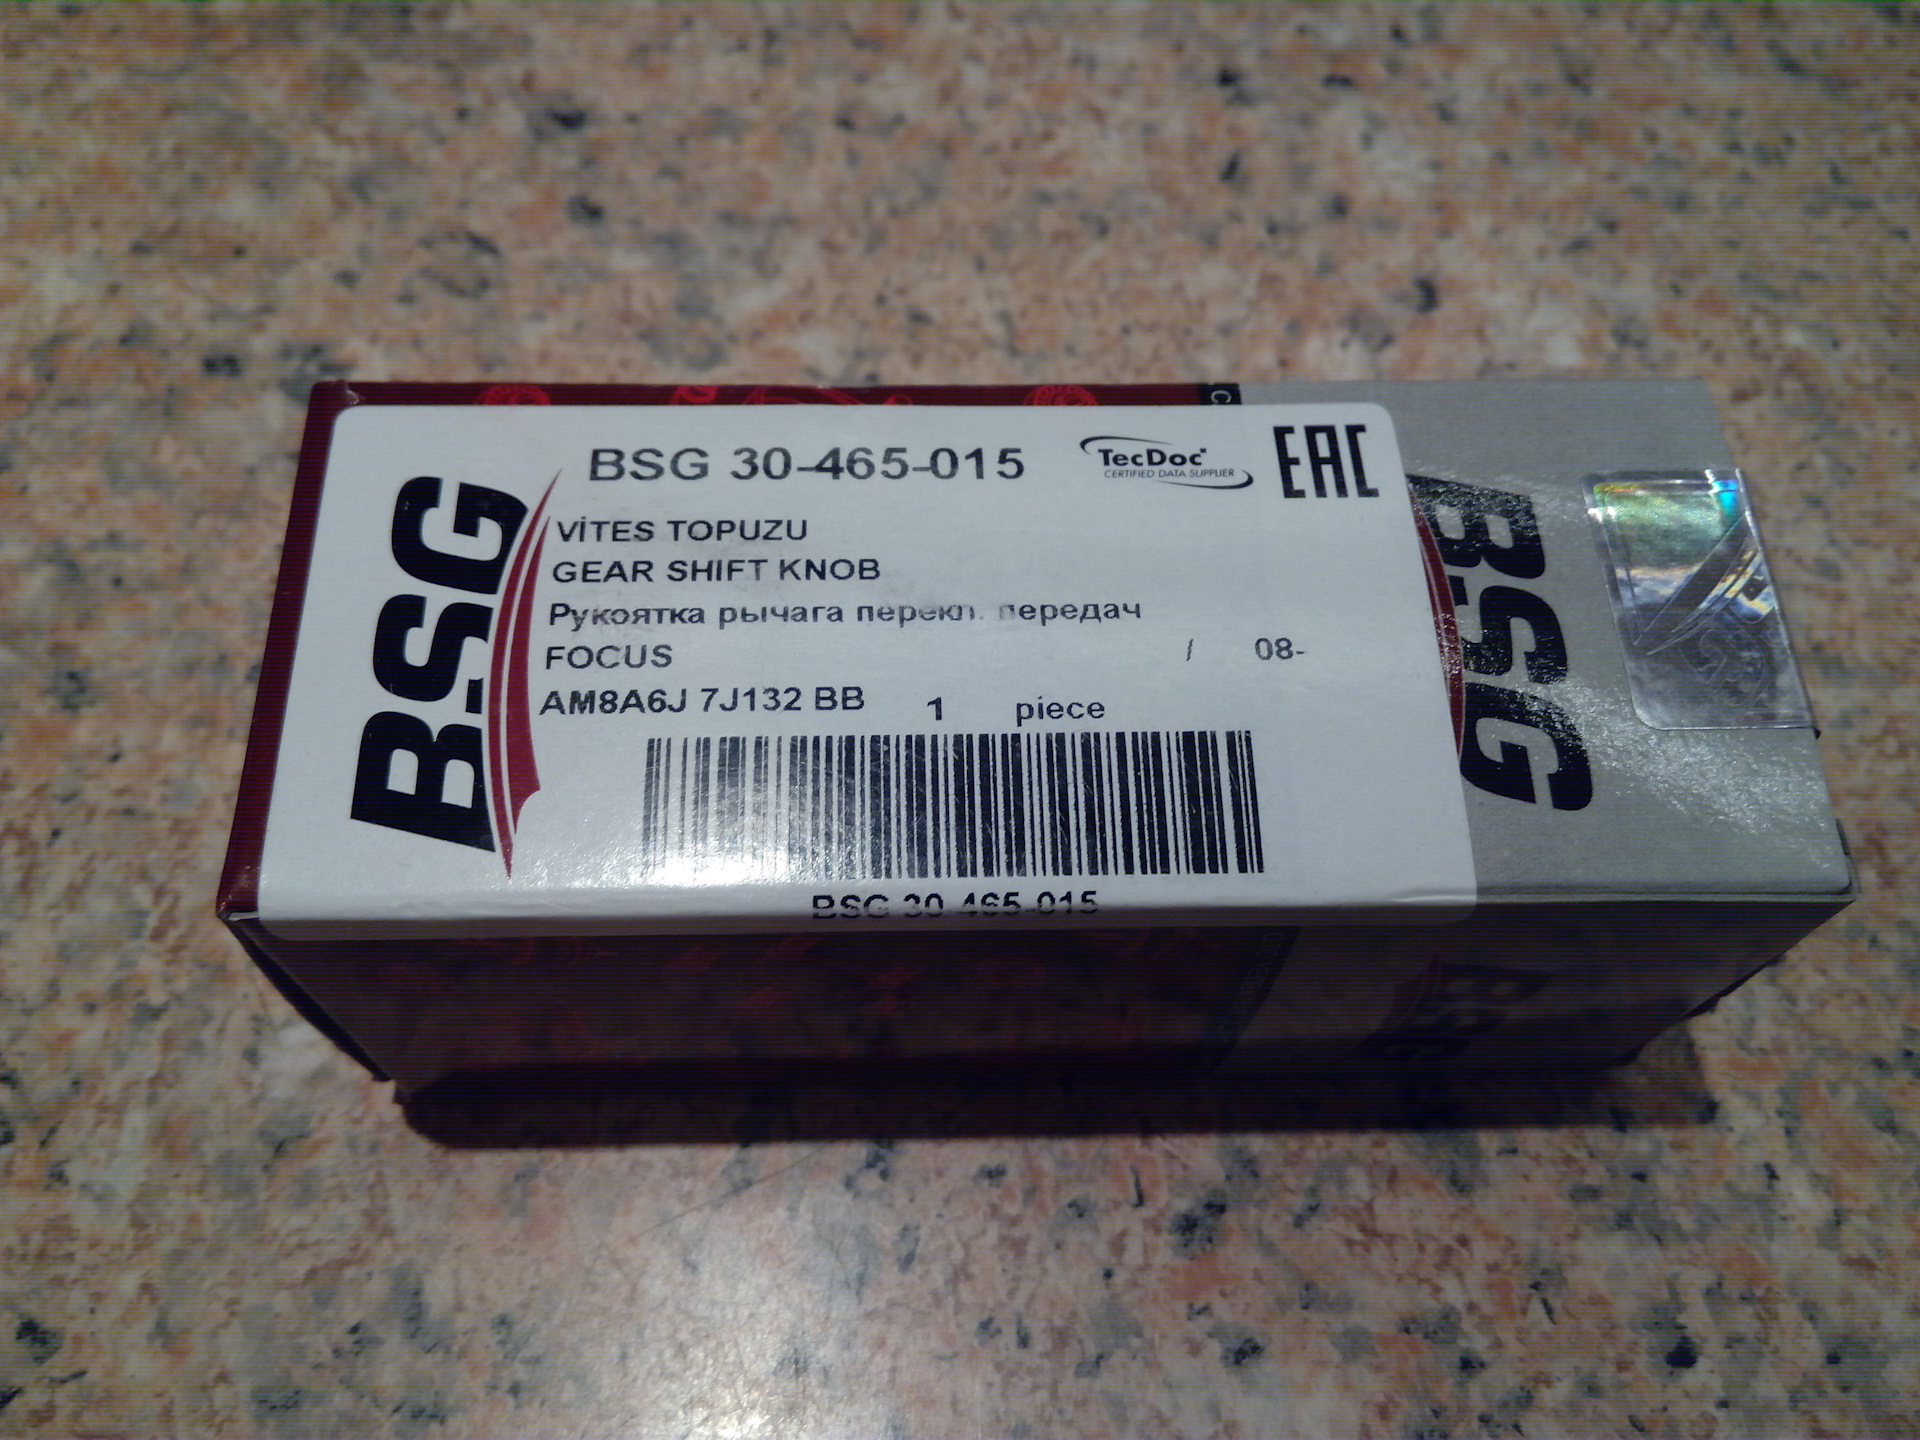 BSG 30-465-015
TecDoc
CERTIFIED DATA SUPPLIER
EAC
BSG
VİTES TOPUZU
GEAR SHIFT KNOB
Рукоятка рычага перекл. передач
FOCUS / 08-
AM8A6J 7J132 BB 1 piece
BSG 30-465-015
BSG
BSG